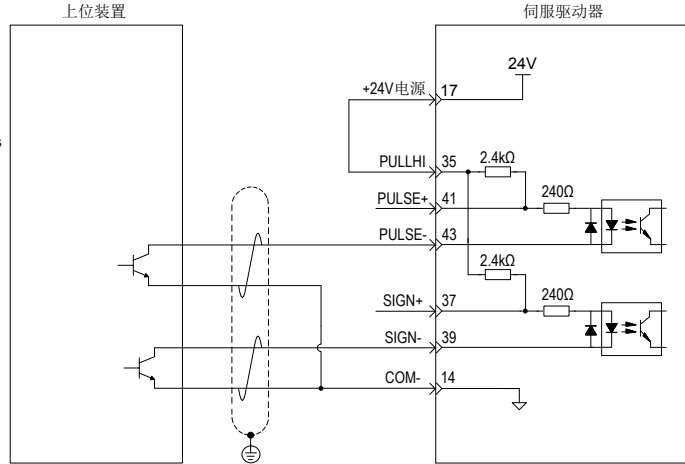 上位装置
伺服驱动器
24V
+24V电源 17
s
PULLHI 35 2.4kΩ
PULSE+ 41 240Ω
PULSE- 43
2.4kΩ
SIGN+ 37 240Ω
SIGN- 39
COM- 14